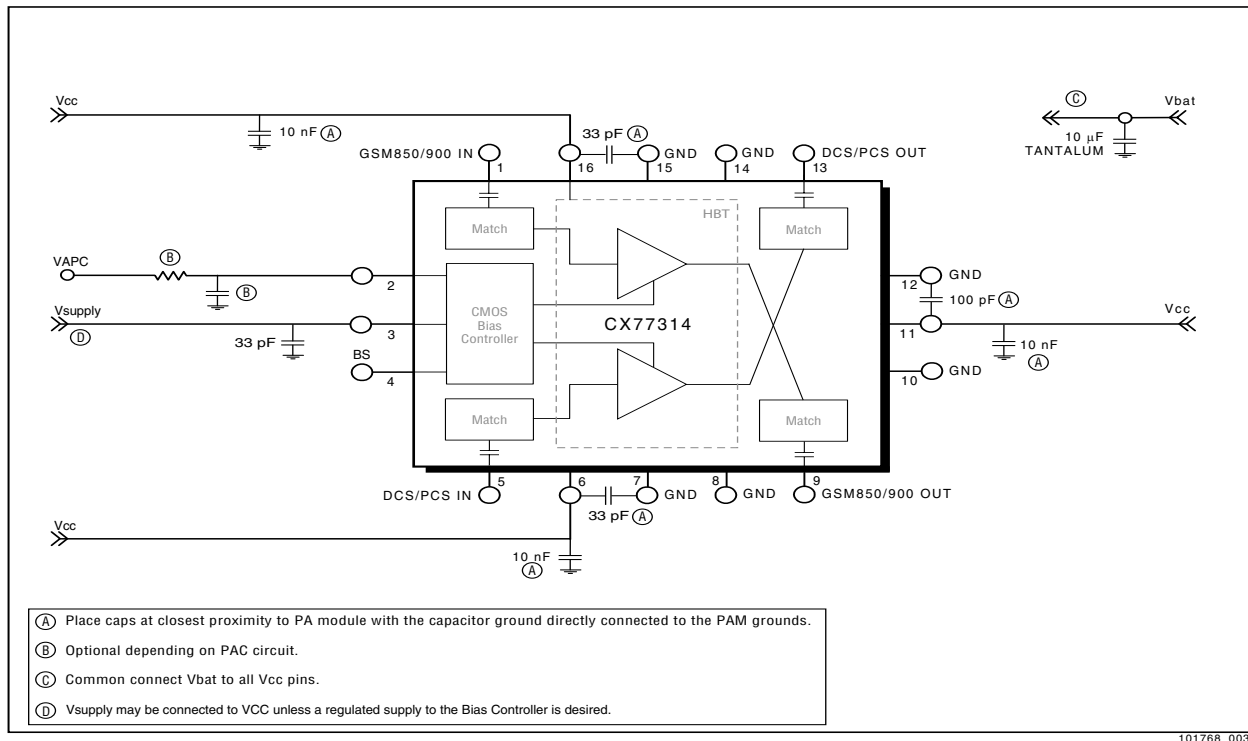 Vcc
10 nF A
33 pF A
GSM850/900 IN
1
16
15
GND
14
GND
13
DCS/PCS OUT
C
Vbat
10 μF
TANTALUM
HBT
Match
Match
VAPC
B
B
2
12
GND
100 pF A
Vsupply
D
33 pF
3
CMOS
Bias
Controller
CX77314
11
Vcc
10 nF
A
BS
4
10
GND
Match
Match
5
DCS/PCS IN
6
7
GND
8
GND
9
GSM850/900 OUT
33 pF A
Vcc
10 nF
A
A Place caps at closest proximity to PA module with the capacitor ground directly connected to the PAM grounds.
B Optional depending on PAC circuit.
C Common connect Vbat to all Vcc pins.
D Vsupply may be connected to VCC unless a regulated supply to the Bias Controller is desired.
101768_003